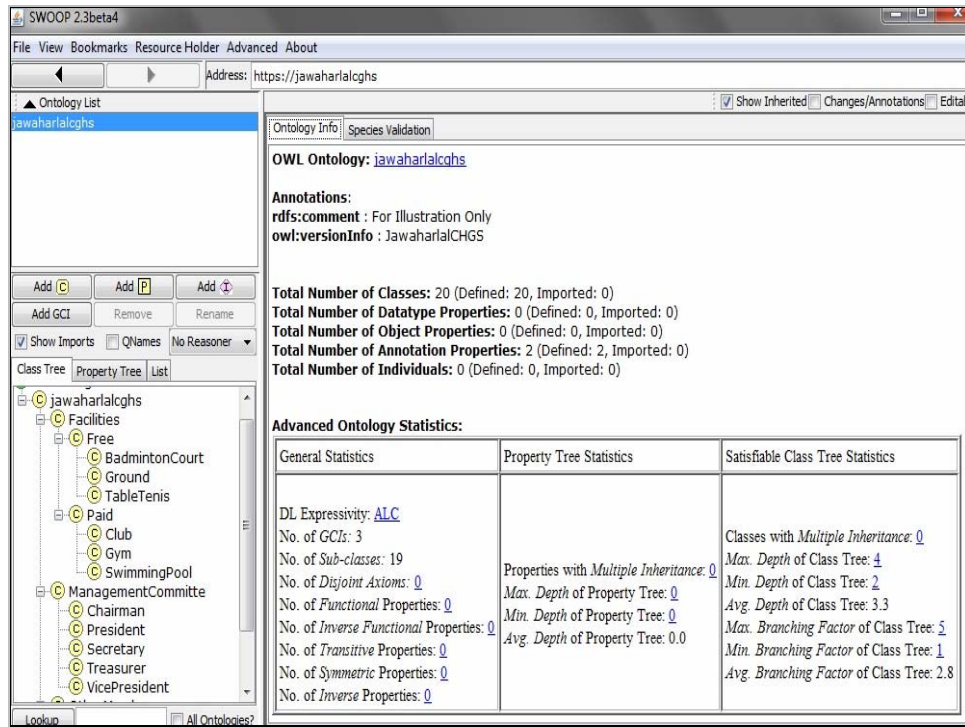 SWOOP 2.3beta4
File View Bookmarks Resource Holder Advanced About
Address: https://jawaharlalcghs
Ontology List
jawaharlalcghs
Show Inherited Changes/Annotations Edital
Ontology Info Species Validation
OWL Ontology: jawaharlalcghs
Annotations:
rdfs:comment : For Illustration Only
owl:versionInfo : JawaharlalCHGS
Total Number of Classes: 20 (Defined: 20, Imported: 0)
Total Number of Datatype Properties: 0 (Defined: 0, Imported: 0)
Total Number of Object Properties: 0 (Defined: 0, Imported: 0)
Total Number of Annotation Properties: 2 (Defined: 2, Imported: 0)
Total Number of Individuals: 0 (Defined: 0, Imported: 0)
Add C Add P Add I
Add GCI Remove Rename
Show Imports QNames No Reasoner
Class Tree Property Tree List
C jawaharlalcghs
C Facilities
C Free
C BadmintonCourt
C Ground
C TableTenis
C Paid
C Club
C Gym
C SwimmingPool
C ManagementCommitte
C Chairman
C President
C Secretary
C Treasurer
C VicePresident
Lookup All Ontologies?
Advanced Ontology Statistics:
General Statistics
DL Expressivity: ALC
No. of GCIs: 3
No. of Sub-classes: 19
No. of Disjoint Axioms: 0
No. of Functional Properties: 0
No. of Inverse Functional Properties: 0
No. of Transitive Properties: 0
No. of Symmetric Properties: 0
No. of Inverse Properties: 0
Property Tree Statistics
Properties with Multiple Inheritance: 0
Max. Depth of Property Tree: 0
Min. Depth of Property Tree: 0
Avg. Depth of Property Tree: 0.0
Satisfiable Class Tree Statistics
Classes with Multiple Inheritance: 0
Max. Depth of Class Tree: 4
Min. Depth of Class Tree: 2
Avg. Depth of Class Tree: 3.3
Max. Branching Factor of Class Tree: 5
Min. Branching Factor of Class Tree: 1
Avg. Branching Factor of Class Tree: 2.8